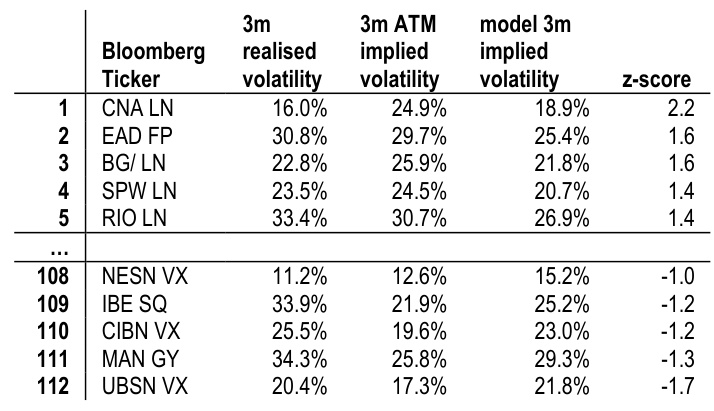 3m 3m ATM model 3m
Bloomberg realised implied implied
Ticker volatility volatility volatility z-score
1 CNA LN 16.0% 24.9% 18.9% 2.2
2 EAD FP 30.8% 29.7% 25.4% 1.6
3 BG/ LN 22.8% 25.9% 21.8% 1.6
4 SPW LN 23.5% 24.5% 20.7% 1.4
5 RIO LN 33.4% 30.7% 26.9% 1.4
...
108 NESN VX 11.2% 12.6% 15.2% -1.0
109 IBE SQ 33.9% 21.9% 25.2% -1.2
110 CIBN VX 25.5% 19.6% 23.0% -1.2
111 MAN GY 34.3% 25.8% 29.3% -1.3
112 UBSN VX 20.4% 17.3% 21.8% -1.7